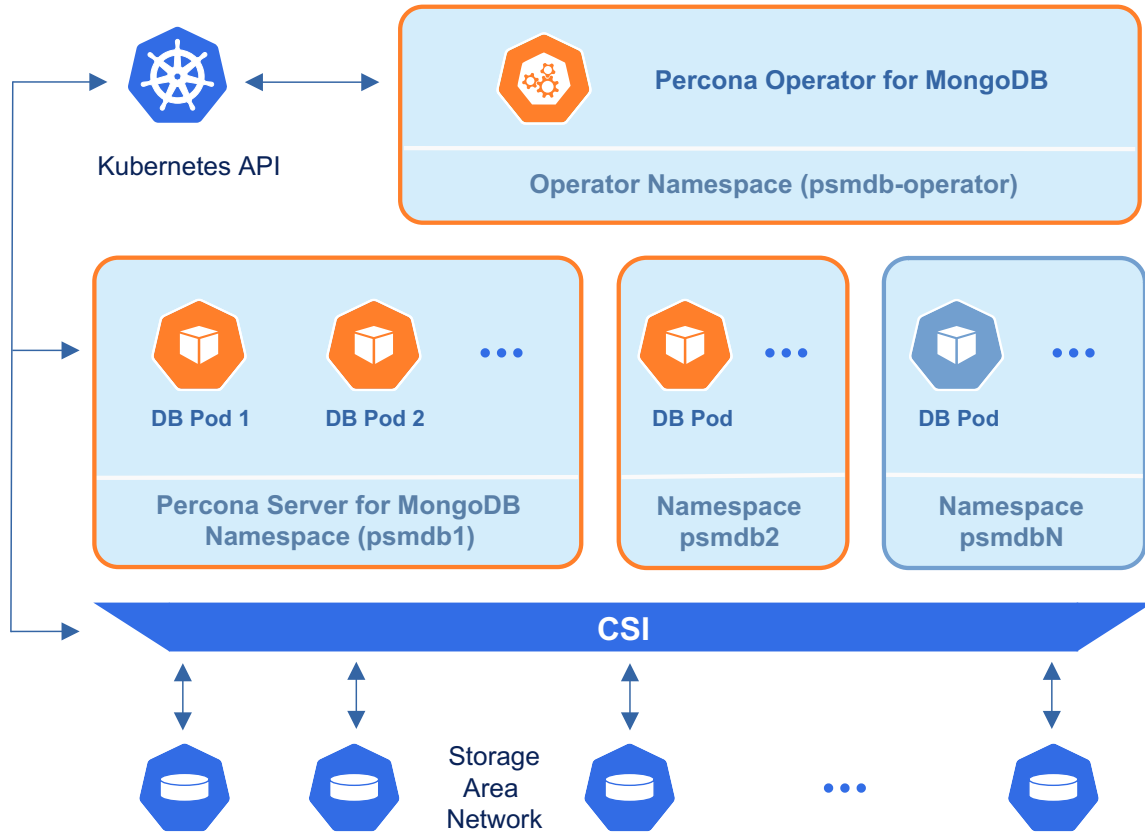 Percona Operator for MongoDB
Kubernetes API
Operator Namespace (psmdb-operator)
DB Pod 1
DB Pod 2
DB Pod
DB Pod
Percona Server for MongoDB
Namespace (psmdb1)
Namespace
psmdb2
Namespace
psmdbN
CSI
Storage
Area
Network